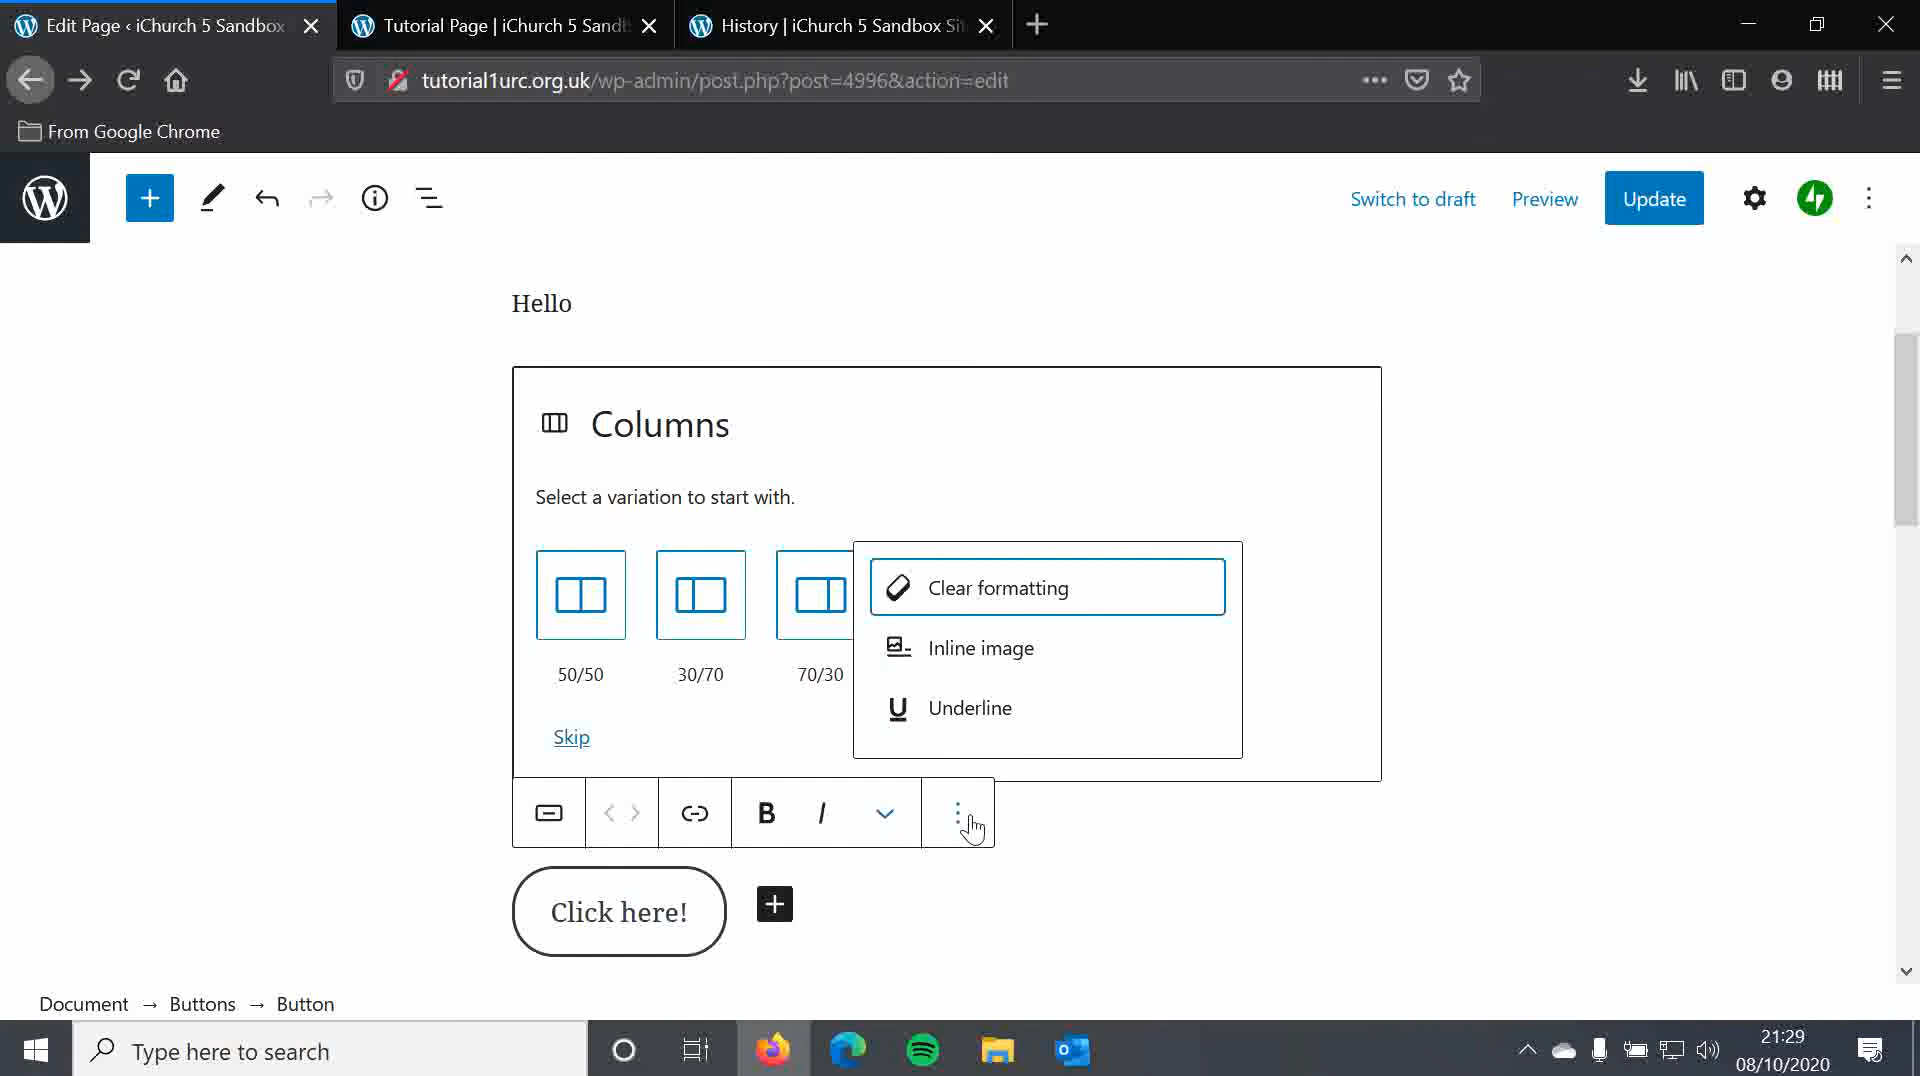 Edit Page ‹ iChurch 5 Sandbox
Tutorial Page | iChurch 5 Sandb
History | iChurch 5 Sandbox Sit
tutorial1urc.org.uk/wp-admin/post.php?post=4996&action=edit
From Google Chrome
Switch to draft
Preview
Update
Hello
Columns
Select a variation to start with.
50/50
30/70
70/30
Skip
Clear formatting
Inline image
U Underline
B I
Click here!
Document → Buttons → Button
Type here to search
21:29
08/10/2020